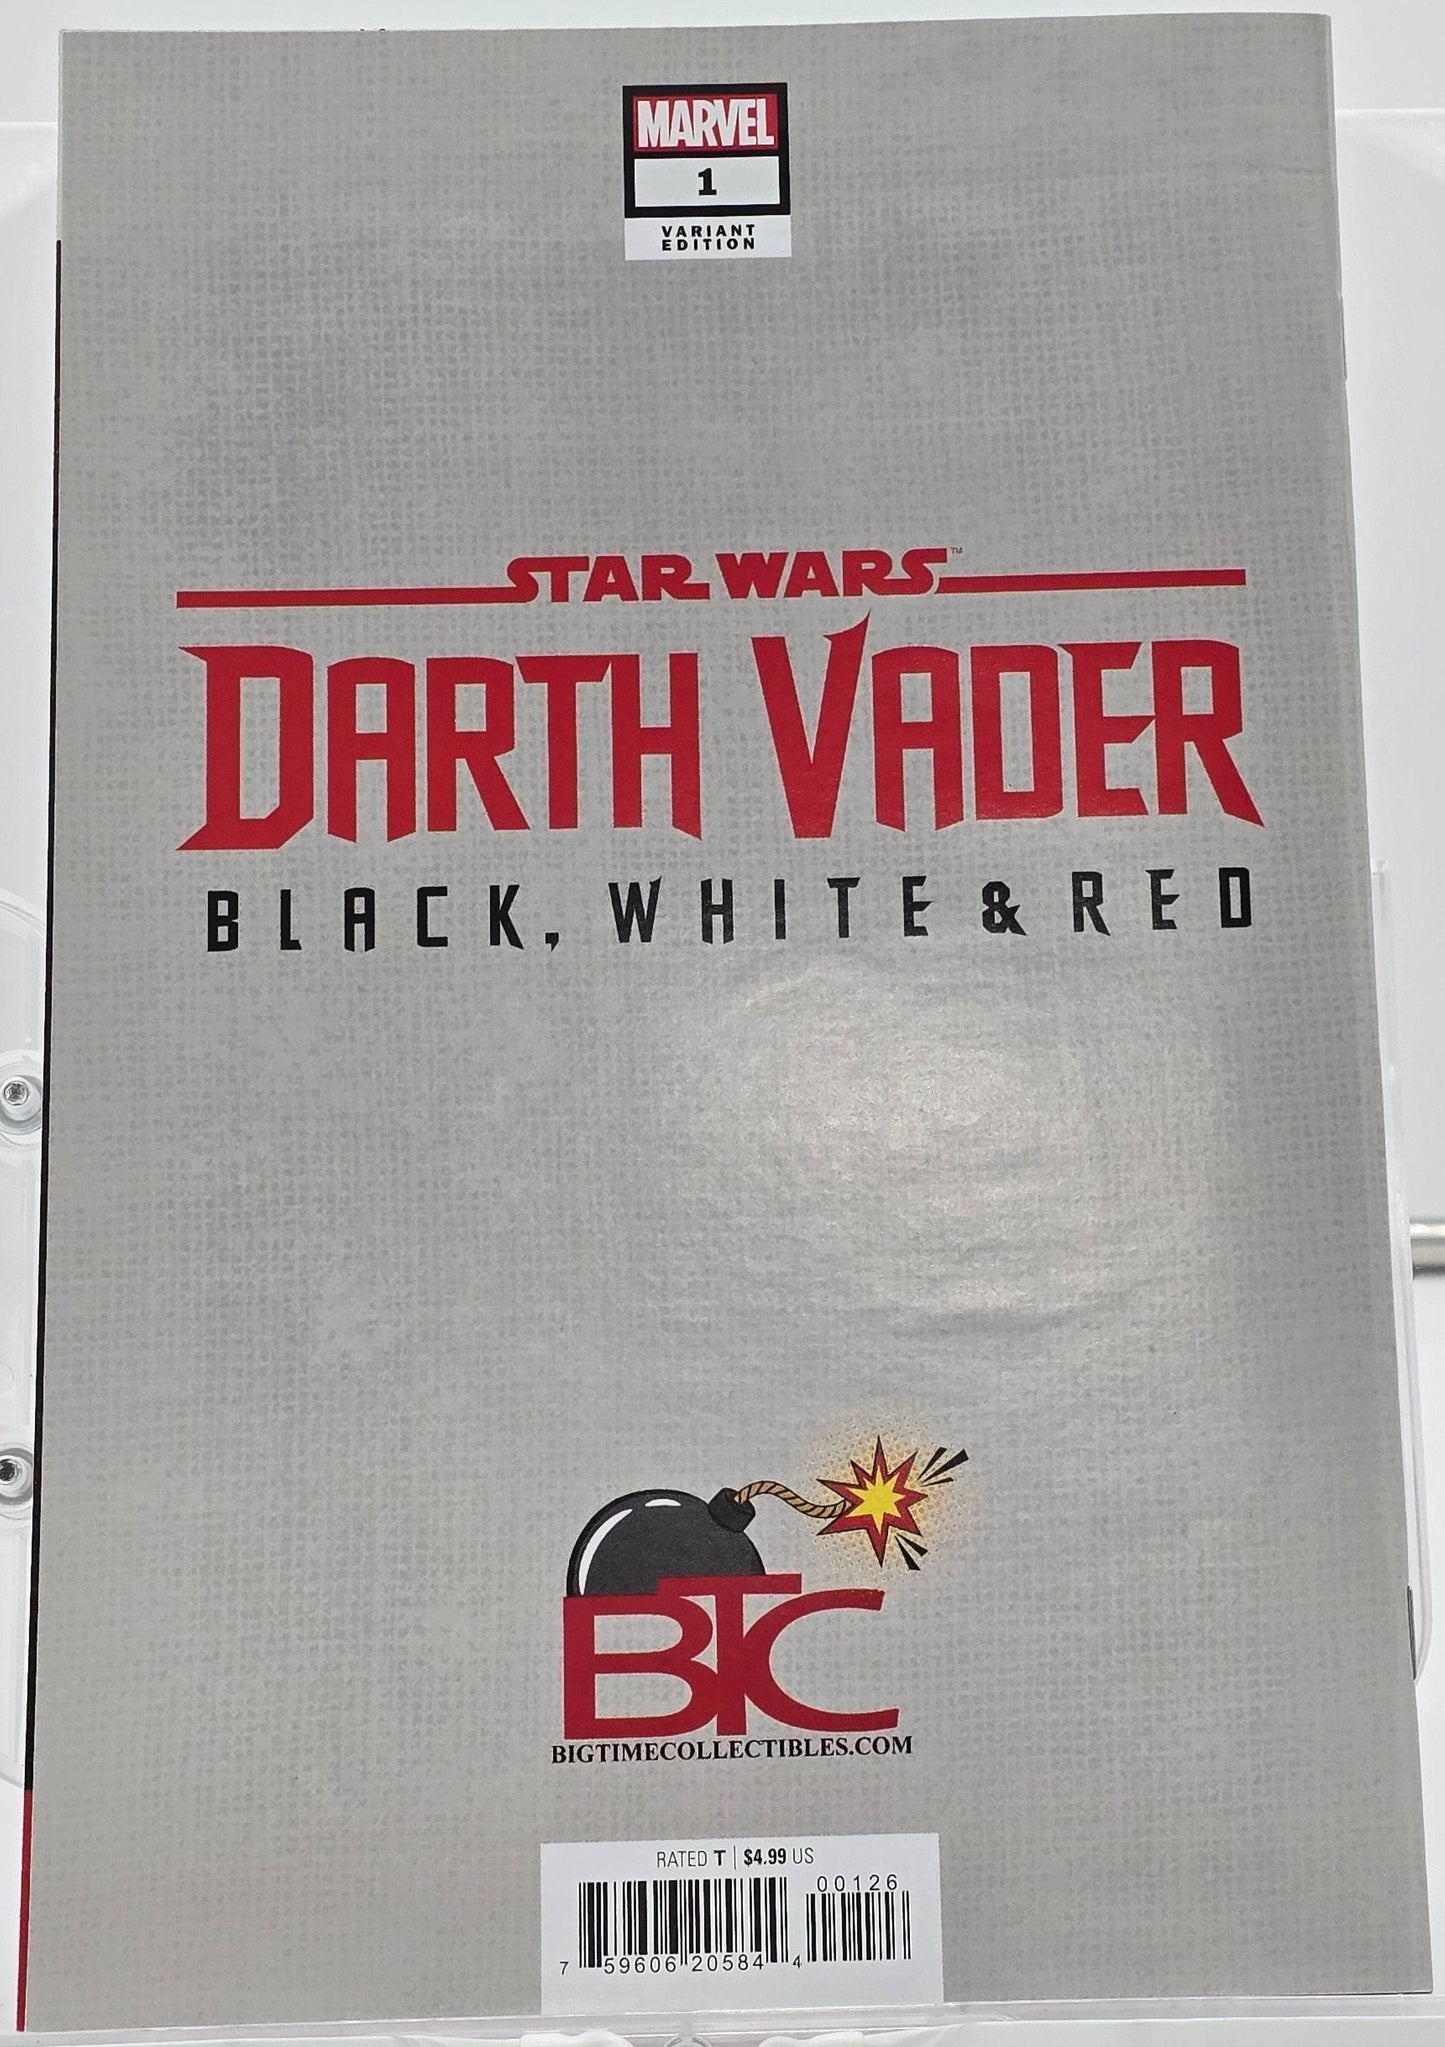 MARVEL
1
VARIANT
EDITION
STAR WARS™
DARTH VADER
BLACK, WHITE & RED
BTC
BIGTIMECOLLECTIBLES.COM
RATED T | $4.99 US
00126
7 59606 20584 4